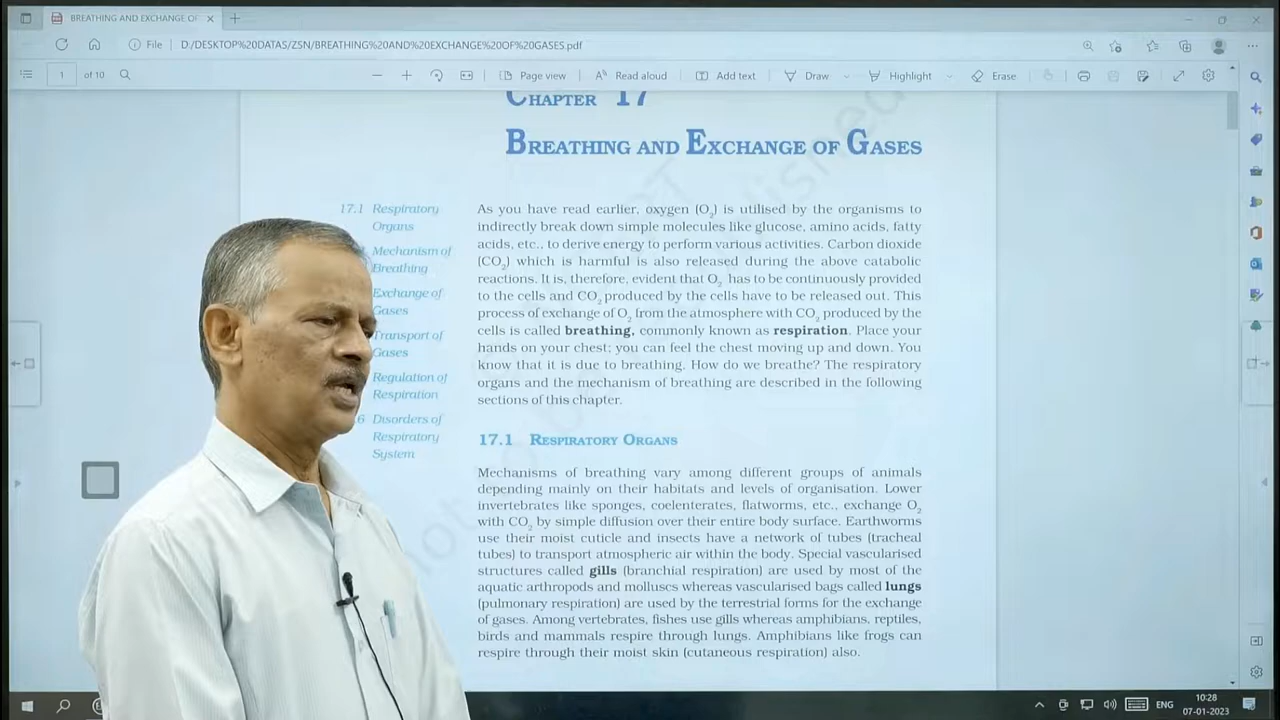 BREATHING AND EXCHANGE OF
File D:/DESKTOP%20DATAS/ZSN/BREATHING%20AND%20EXCHANGE%20OF%20GASES.pdf
1 of 10 Page view Read aloud Add text Draw Highlight Erase
CHAPTER 17
BREATHING AND EXCHANGE OF GASES
17.1 Respiratory
Organs
Mechanism of
Breathing
Exchange of
Gases
Transport of
Gases
Regulation of
Respiration
6 Disorders of
Respiratory
System
As you have read earlier, oxygen (O2) is utilised by the organisms to
indirectly break down simple molecules like glucose, amino acids, fatty
acids, etc., to derive energy to perform various activities. Carbon dioxide
(CO2) which is harmful is also released during the above catabolic
reactions. It is, therefore, evident that O2 has to be continuously provided
to the cells and CO2 produced by the cells have to be released out. This
process of exchange of O2 from the atmosphere with CO2 produced by the
cells is called breathing, commonly known as respiration. Place your
hands on your chest; you can feel the chest moving up and down. You
know that it is due to breathing. How do we breathe? The respiratory
organs and the mechanism of breathing are described in the following
sections of this chapter.
17.1 RESPIRATORY ORGANS
Mechanisms of breathing vary among different groups of animals
depending mainly on their habitats and levels of organisation. Lower
invertebrates like sponges, coelenterates, flatworms, etc., exchange O2
with CO2 by simple diffusion over their entire body surface. Earthworms
use their moist cuticle and insects have a network of tubes (tracheal
tubes) to transport atmospheric air within the body. Special vascularised
structures called gills (branchial respiration) are used by most of the
aquatic arthropods and molluscs whereas vascularised bags called lungs
(pulmonary respiration) are used by the terrestrial forms for the exchange
of gases. Among vertebrates, fishes use gills whereas amphibians, reptiles,
birds and mammals respire through lungs. Amphibians like frogs can
respire through their moist skin (cutaneous respiration) also.
ENG
10:28
07-01-2023